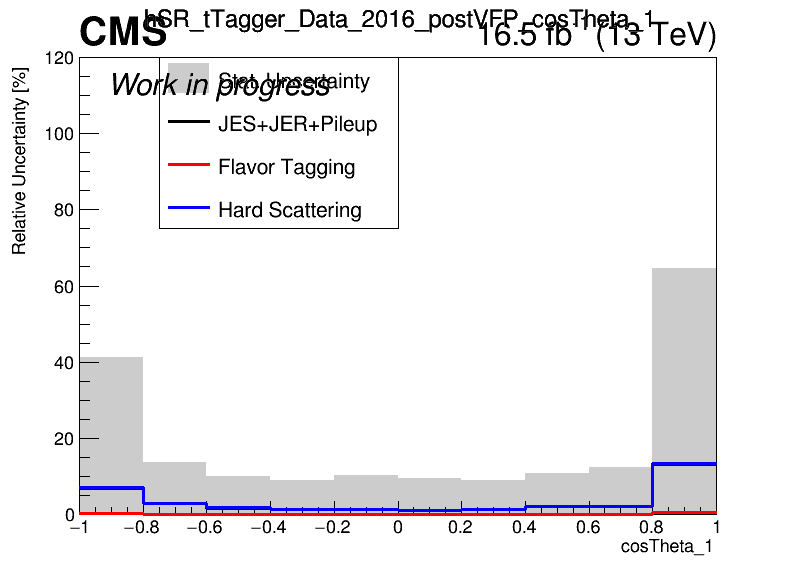 hSR_tTagger_Data_2016_postVFP_cosTheta_1
CMS
16.5 fb⁻¹ (13 TeV)
Work in progress
Stat. Uncertainty
JES+JER+Pileup
Flavor Tagging
Hard Scattering
Relative Uncertainty [%]
120
100
80
60
40
20
0
−1 −0.8 −0.6 −0.4 −0.2 0 0.2 0.4 0.6 0.8 1
cosTheta_1